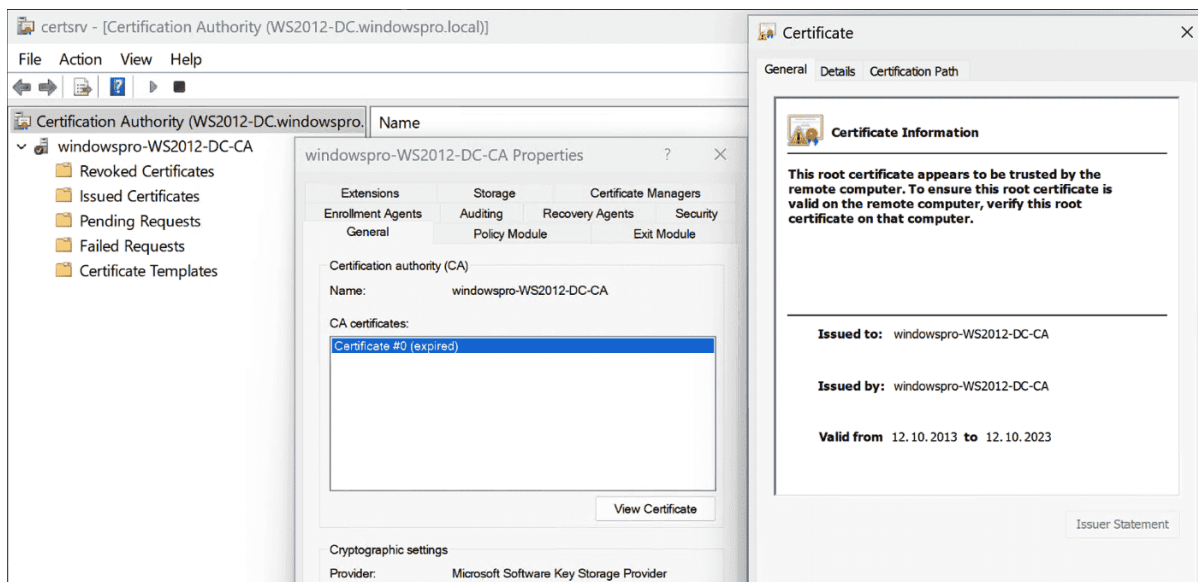 certsrv - [Certification Authority (WS2012-DC.windowspro.local)]
File Action View Help
Certification Authority (WS2012-DC.windowspro.
Name
windowspro-WS2012-DC-CA
Revoked Certificates
Issued Certificates
Pending Requests
Failed Requests
Certificate Templates
windowspro-WS2012-DC-CA Properties
Extensions Storage Certificate Managers
Enrollment Agents Auditing Recovery Agents Security
General Policy Module Exit Module
Certification authority (CA)
Name: windowspro-WS2012-DC-CA
CA certificates:
Certificate #0 (expired)
View Certificate
Cryptographic settings
Provider: Microsoft Software Key Storage Provider
Certificate
General Details Certification Path
Certificate Information
This root certificate appears to be trusted by the
remote computer. To ensure this root certificate is
valid on the remote computer, verify this root
certificate on that computer.
Issued to: windowspro-WS2012-DC-CA
Issued by: windowspro-WS2012-DC-CA
Valid from 12.10.2013 to 12.10.2023
Issuer Statement